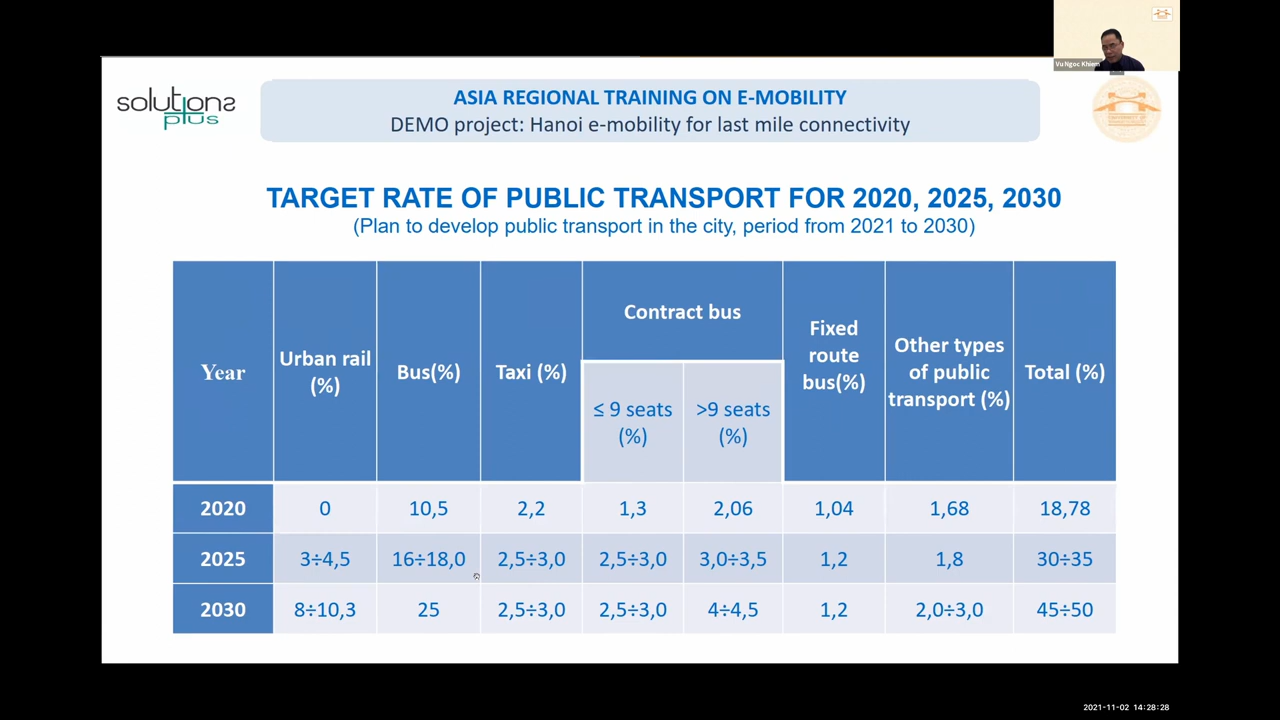 Vu Ngoc Khiem
solutions
plus
ASIA REGIONAL TRAINING ON E-MOBILITY
DEMO project: Hanoi e-mobility for last mile connectivity
TARGET RATE OF PUBLIC TRANSPORT FOR 2020, 2025, 2030
(Plan to develop public transport in the city, period from 2021 to 2030)
Year
Urban rail
(%)
Bus(%)
Taxi (%)
Contract bus
≤ 9 seats
(%)
>9 seats
(%)
Fixed
route
bus(%)
Other types
of public
transport (%)
Total (%)
2020 0 10,5 2,2 1,3 2,06 1,04 1,68 18,78
2025 3÷4,5 16÷18,0 2,5÷3,0 2,5÷3,0 3,0÷3,5 1,2 1,8 30÷35
2030 8÷10,3 25 2,5÷3,0 2,5÷3,0 4÷4,5 1,2 2,0÷3,0 45÷50
2021-11-02 14:28:28